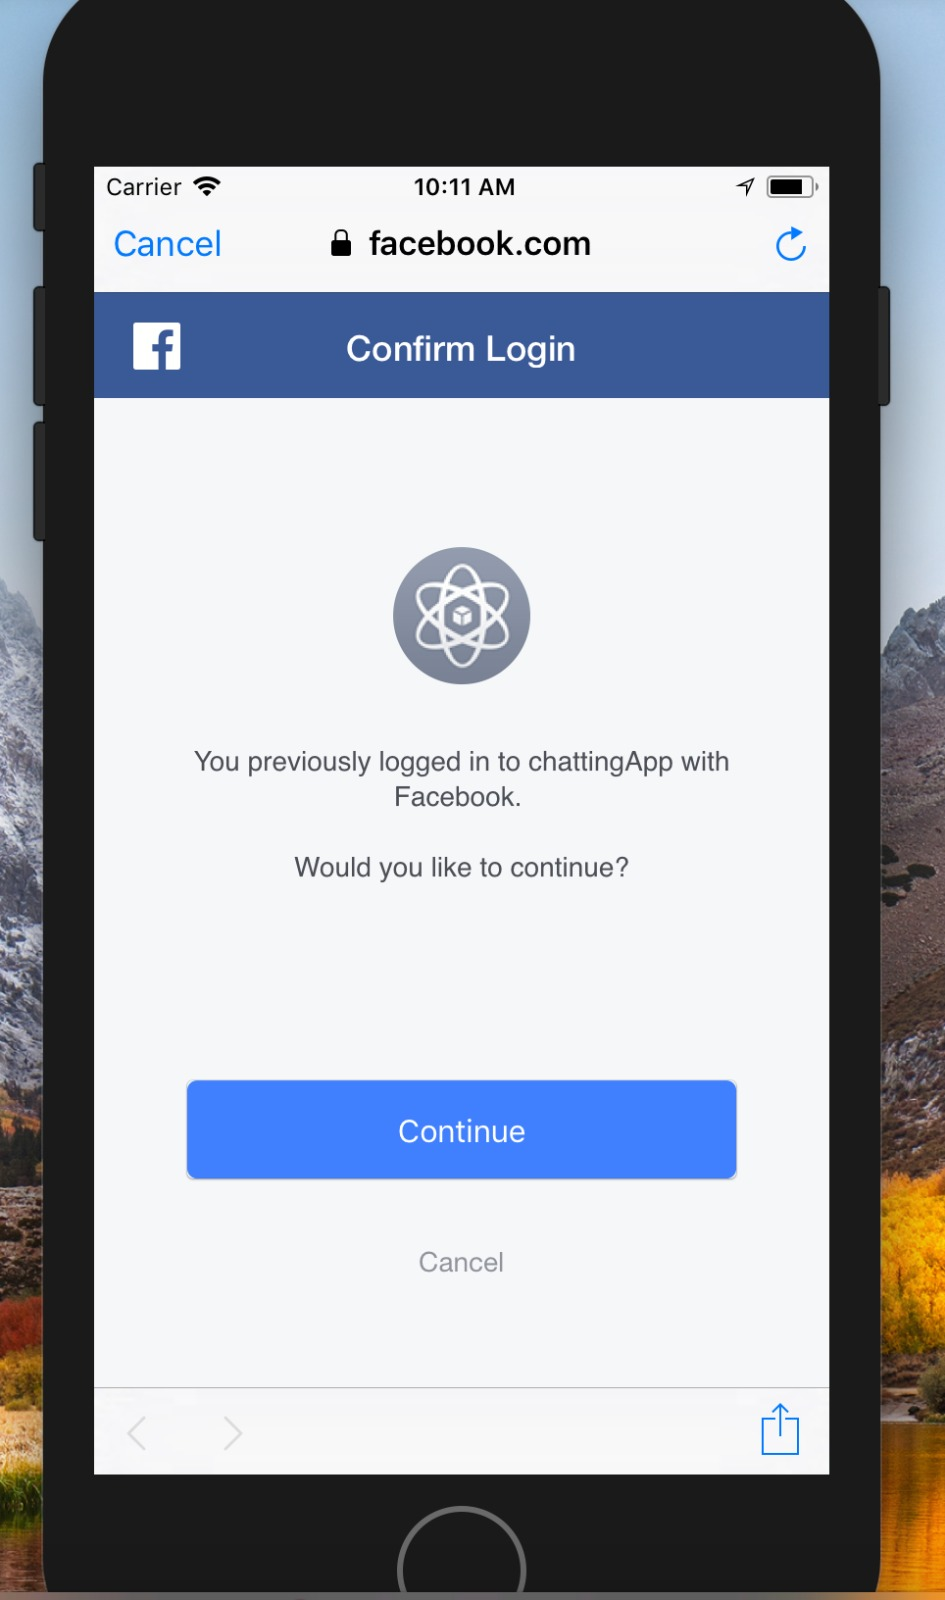 Carrier 10:11 AM
Cancel facebook.com
Confirm Login
You previously logged in to chattingApp with
Facebook.
Would you like to continue?
Continue
Cancel